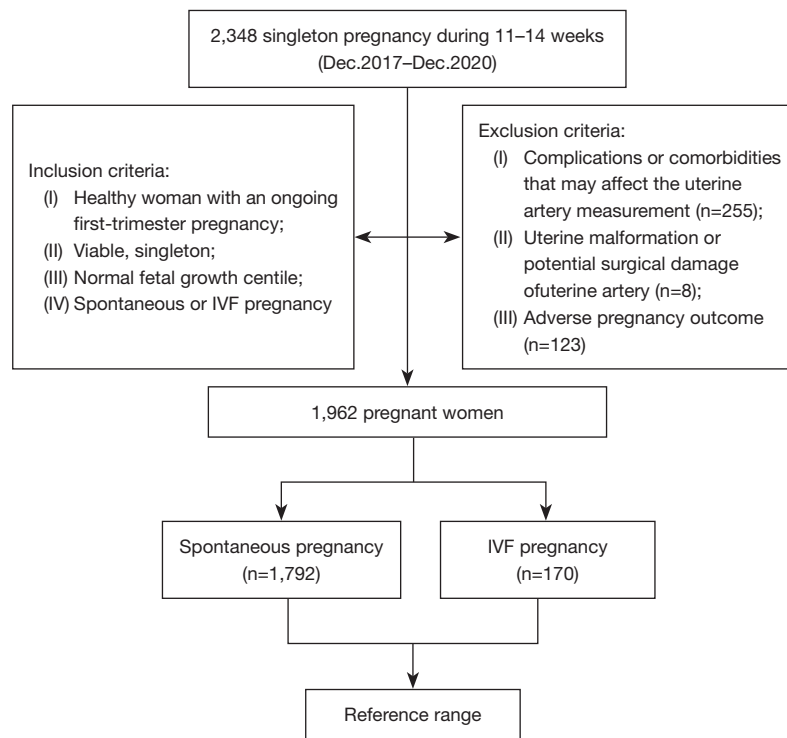 2,348 singleton pregnancy during 11–14 weeks
(Dec.2017–Dec.2020)
Inclusion criteria:
(I) Healthy woman with an ongoing
first-trimester pregnancy;
(II) Viable, singleton;
(III) Normal fetal growth centile;
(IV) Spontaneous or IVF pregnancy
Exclusion criteria:
(I) Complications or comorbidities
that may affect the uterine
artery measurement (n=255);
(II) Uterine malformation or
potential surgical damage
ofuterine artery (n=8);
(III) Adverse pregnancy outcome
(n=123)
1,962 pregnant women
Spontaneous pregnancy
(n=1,792)
IVF pregnancy
(n=170)
Reference range